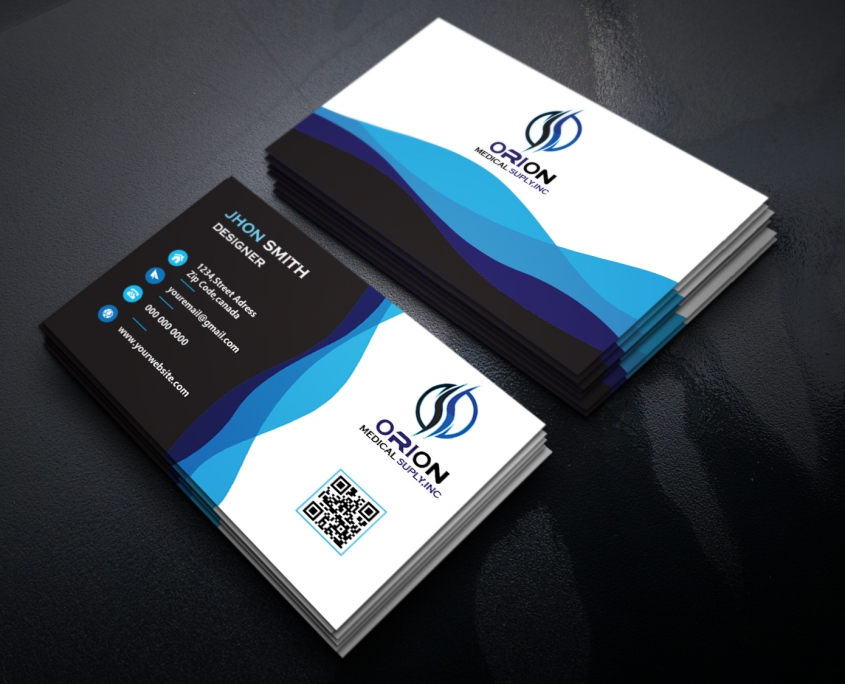 ORION
MEDICAL SUPLY,INC
JHON SMITH
DESIGNER
1234,Street Adress
Zip Code,canada
youremail@gmail.com
000 000 0000
www.yourwebsite.com
ORION
MEDICAL SUPLY,INC